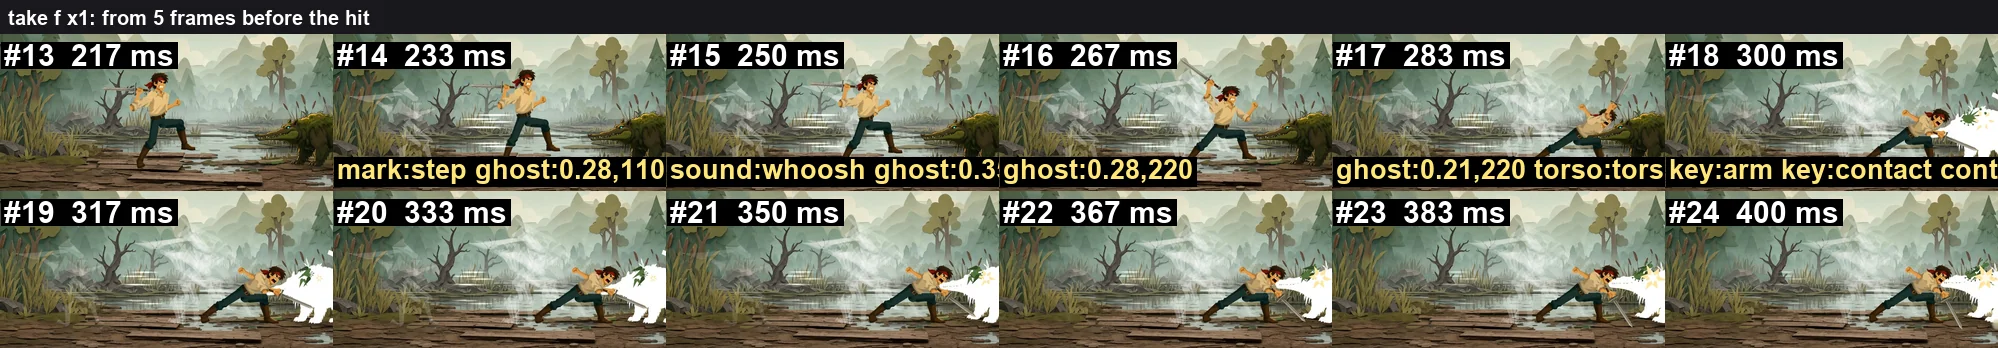 take f x1: from 5 frames before the hit
#13 217 ms
#14 233 ms
#15 250 ms
#16 267 ms
#17 283 ms
#18 300 ms
mark:step ghost:0.28,110
sound:whoosh ghost:0.3
ghost:0.28,220
ghost:0.21,220 torso:tors
key:arm key:contact cont
#19 317 ms
#20 333 ms
#21 350 ms
#22 367 ms
#23 383 ms
#24 400 ms